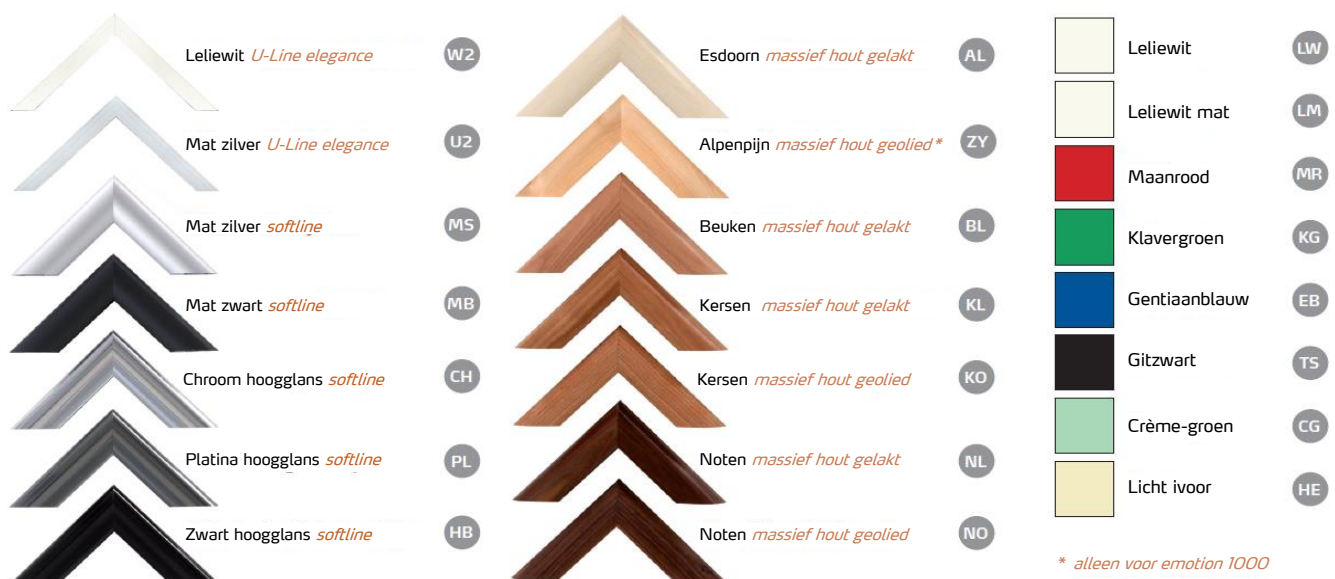 Leliewit U-Line elegance W2
Mat zilver U-Line elegance U2
Mat zilver softline MS
Mat zwart softline MB
Chroom hoogglans softline CH
Platina hoogglans softline PL
Zwart hoogglans softline HB
Esdoorn massief hout gelakt AL
Alpenpijn massief hout geolied* ZY
Beuken massief hout gelakt BL
Kersen massief hout gelakt KL
Kersen massief hout geolied KO
Noten massief hout gelakt NL
Noten massief hout geolied NO
Leliewit LW
Leliewit mat LM
Maanrood MR
Klavergroen KG
Gentiaanblauw EB
Gitzwart TS
Crème-groen CG
Licht ivoor HE
* alleen voor emotion 1000